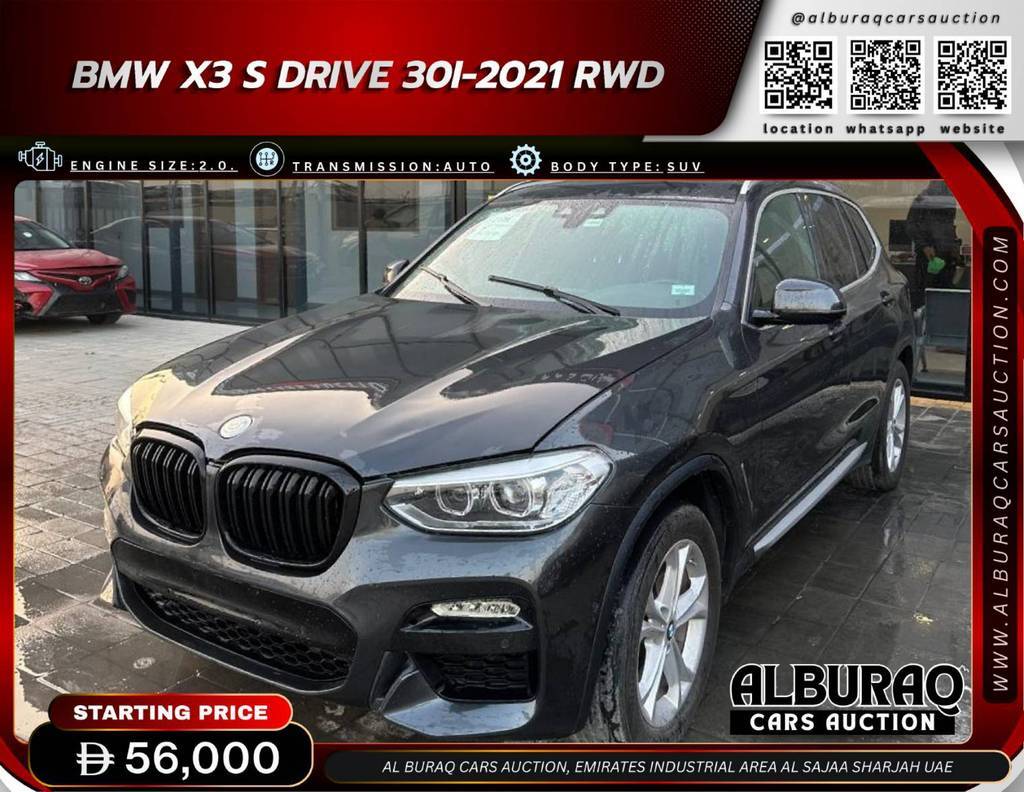 @alburaqcarsauction
BMW X3 S DRIVE 30I-2021 RWD
location whatsapp website
ENGINE SIZE:2.0. TRANSMISSION:AUTO BODY TYPE: SUV
WWW.ALBURAQCARSAUCTION.COM
ALBURAQ
CARS AUCTION
STARTING PRICE
56,000
AL BURAQ CARS AUCTION, EMIRATES INDUSTRIAL AREA AL SAJAA SHARJAH UAE